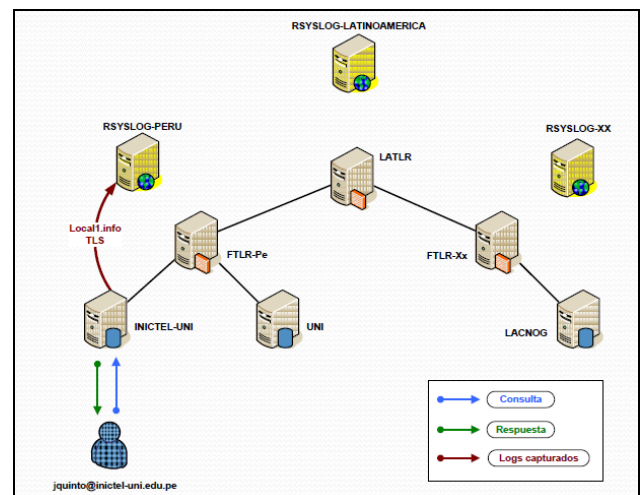 RSYSLOG-LATINOAMERICA
RSYSLOG-PERU
RSYSLOG-XX
LATLR
Local1.info
TLS
FTLR-Pe
FTLR-Xx
INICTEL-UNI
UNI
LACNOG
Consulta
Respuesta
Logs capturados
jquinto@inictel-uni.edu.pe